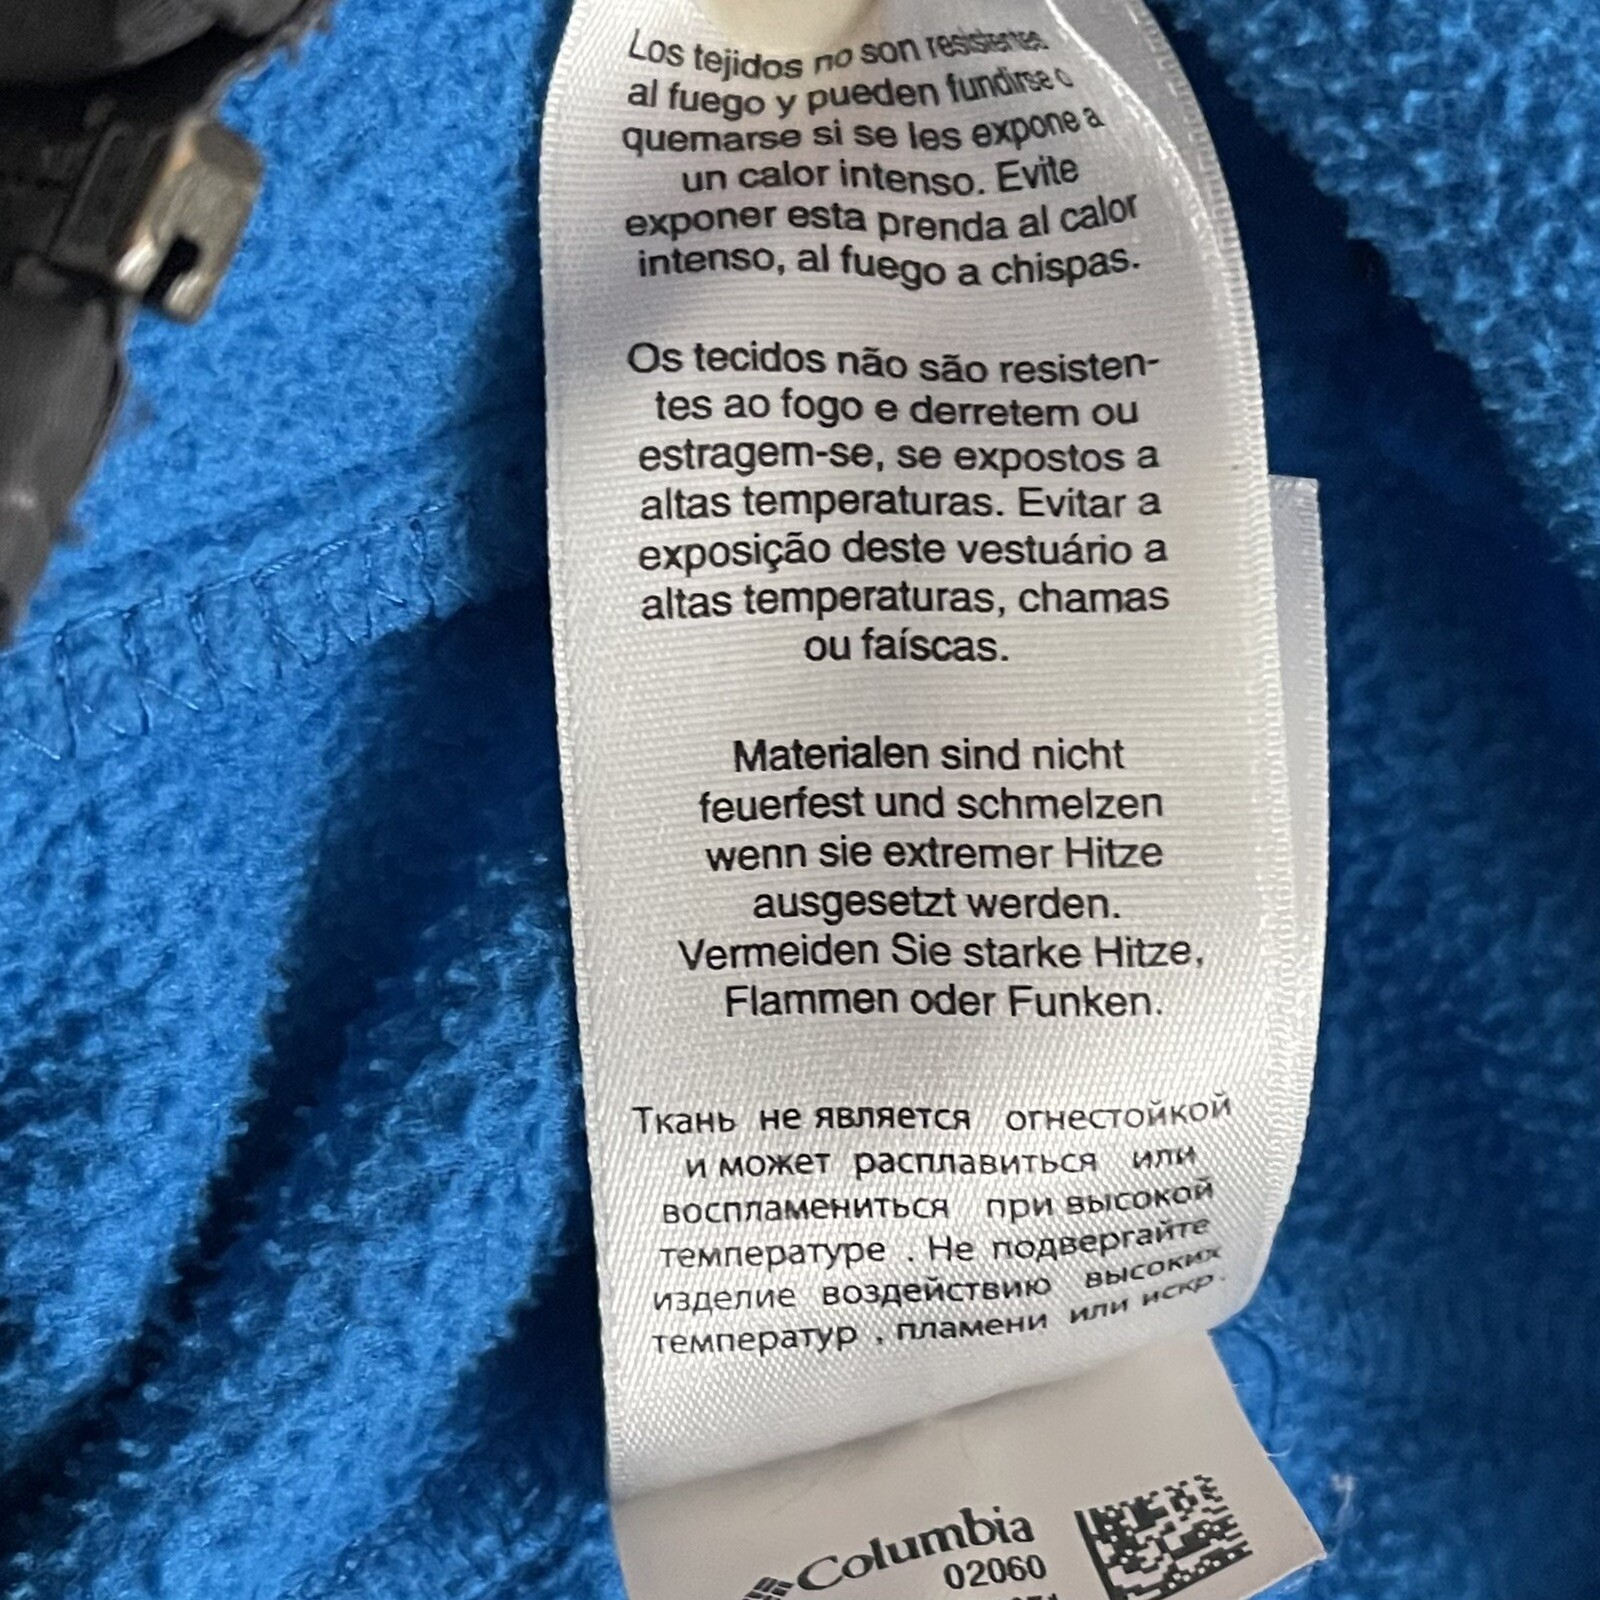 Los tejidos no son resistentes
al fuego y pueden fundirse o
quemarse si se les expone a
un calor intenso. Evite
exponer esta prenda al calor
intenso, al fuego a chispas.
Os tecidos não são resisten-
tes ao fogo e derretem ou
estragem-se, se expostos a
altas temperaturas. Evitar a
exposição deste vestuário a
altas temperaturas, chamas
ou faíscas.
Materialen sind nicht
feuerfest und schmelzen
wenn sie extremer Hitze
ausgesetzt werden.
Vermeiden Sie starke Hitze,
Flammen oder Funken.
Ткань не является огнестойкой
и может расплавиться или
воспламениться при высокой
температуре . Не подвергайте
изделие воздействию высоких
температур , пламени или искр.
Columbia
02060